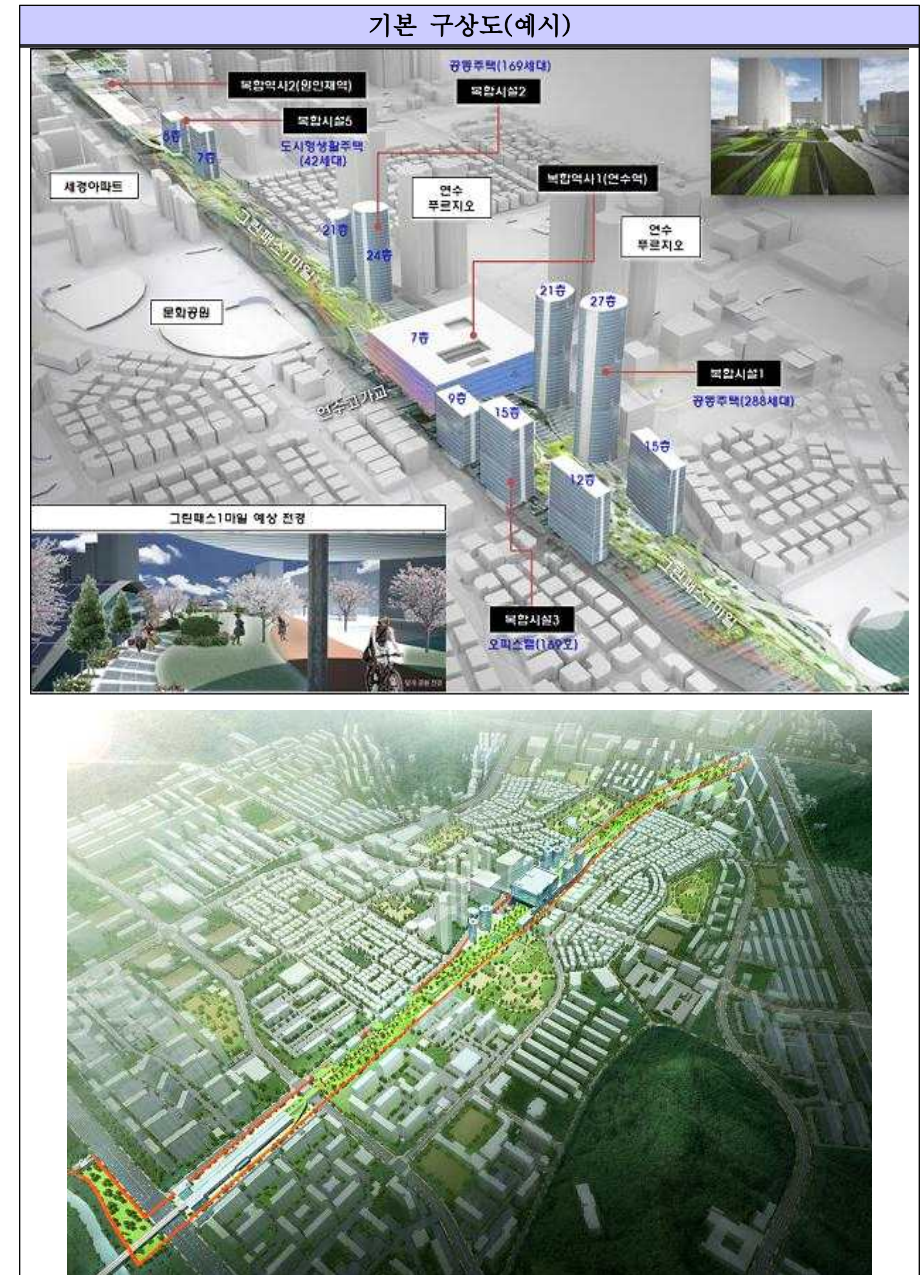 기본 구상도(예시)
복합역사2(원인재역)
공동주택(169세대)
복합시설2
복합시설5
도시형생활주택
(42세대)
6층
7층
세경아파트
연수
푸르지오
복합역사1(연수역)
연수
푸르지오
그린패스1마일
21층
24층
문화공원
21층
27층
7층
복합시설1
공동주택(288세대)
연수고가교
9층
15층
15층
12층
그린패스1마일 예상 전경
그린패스1마일
복합시설3
오피스텔(169호)